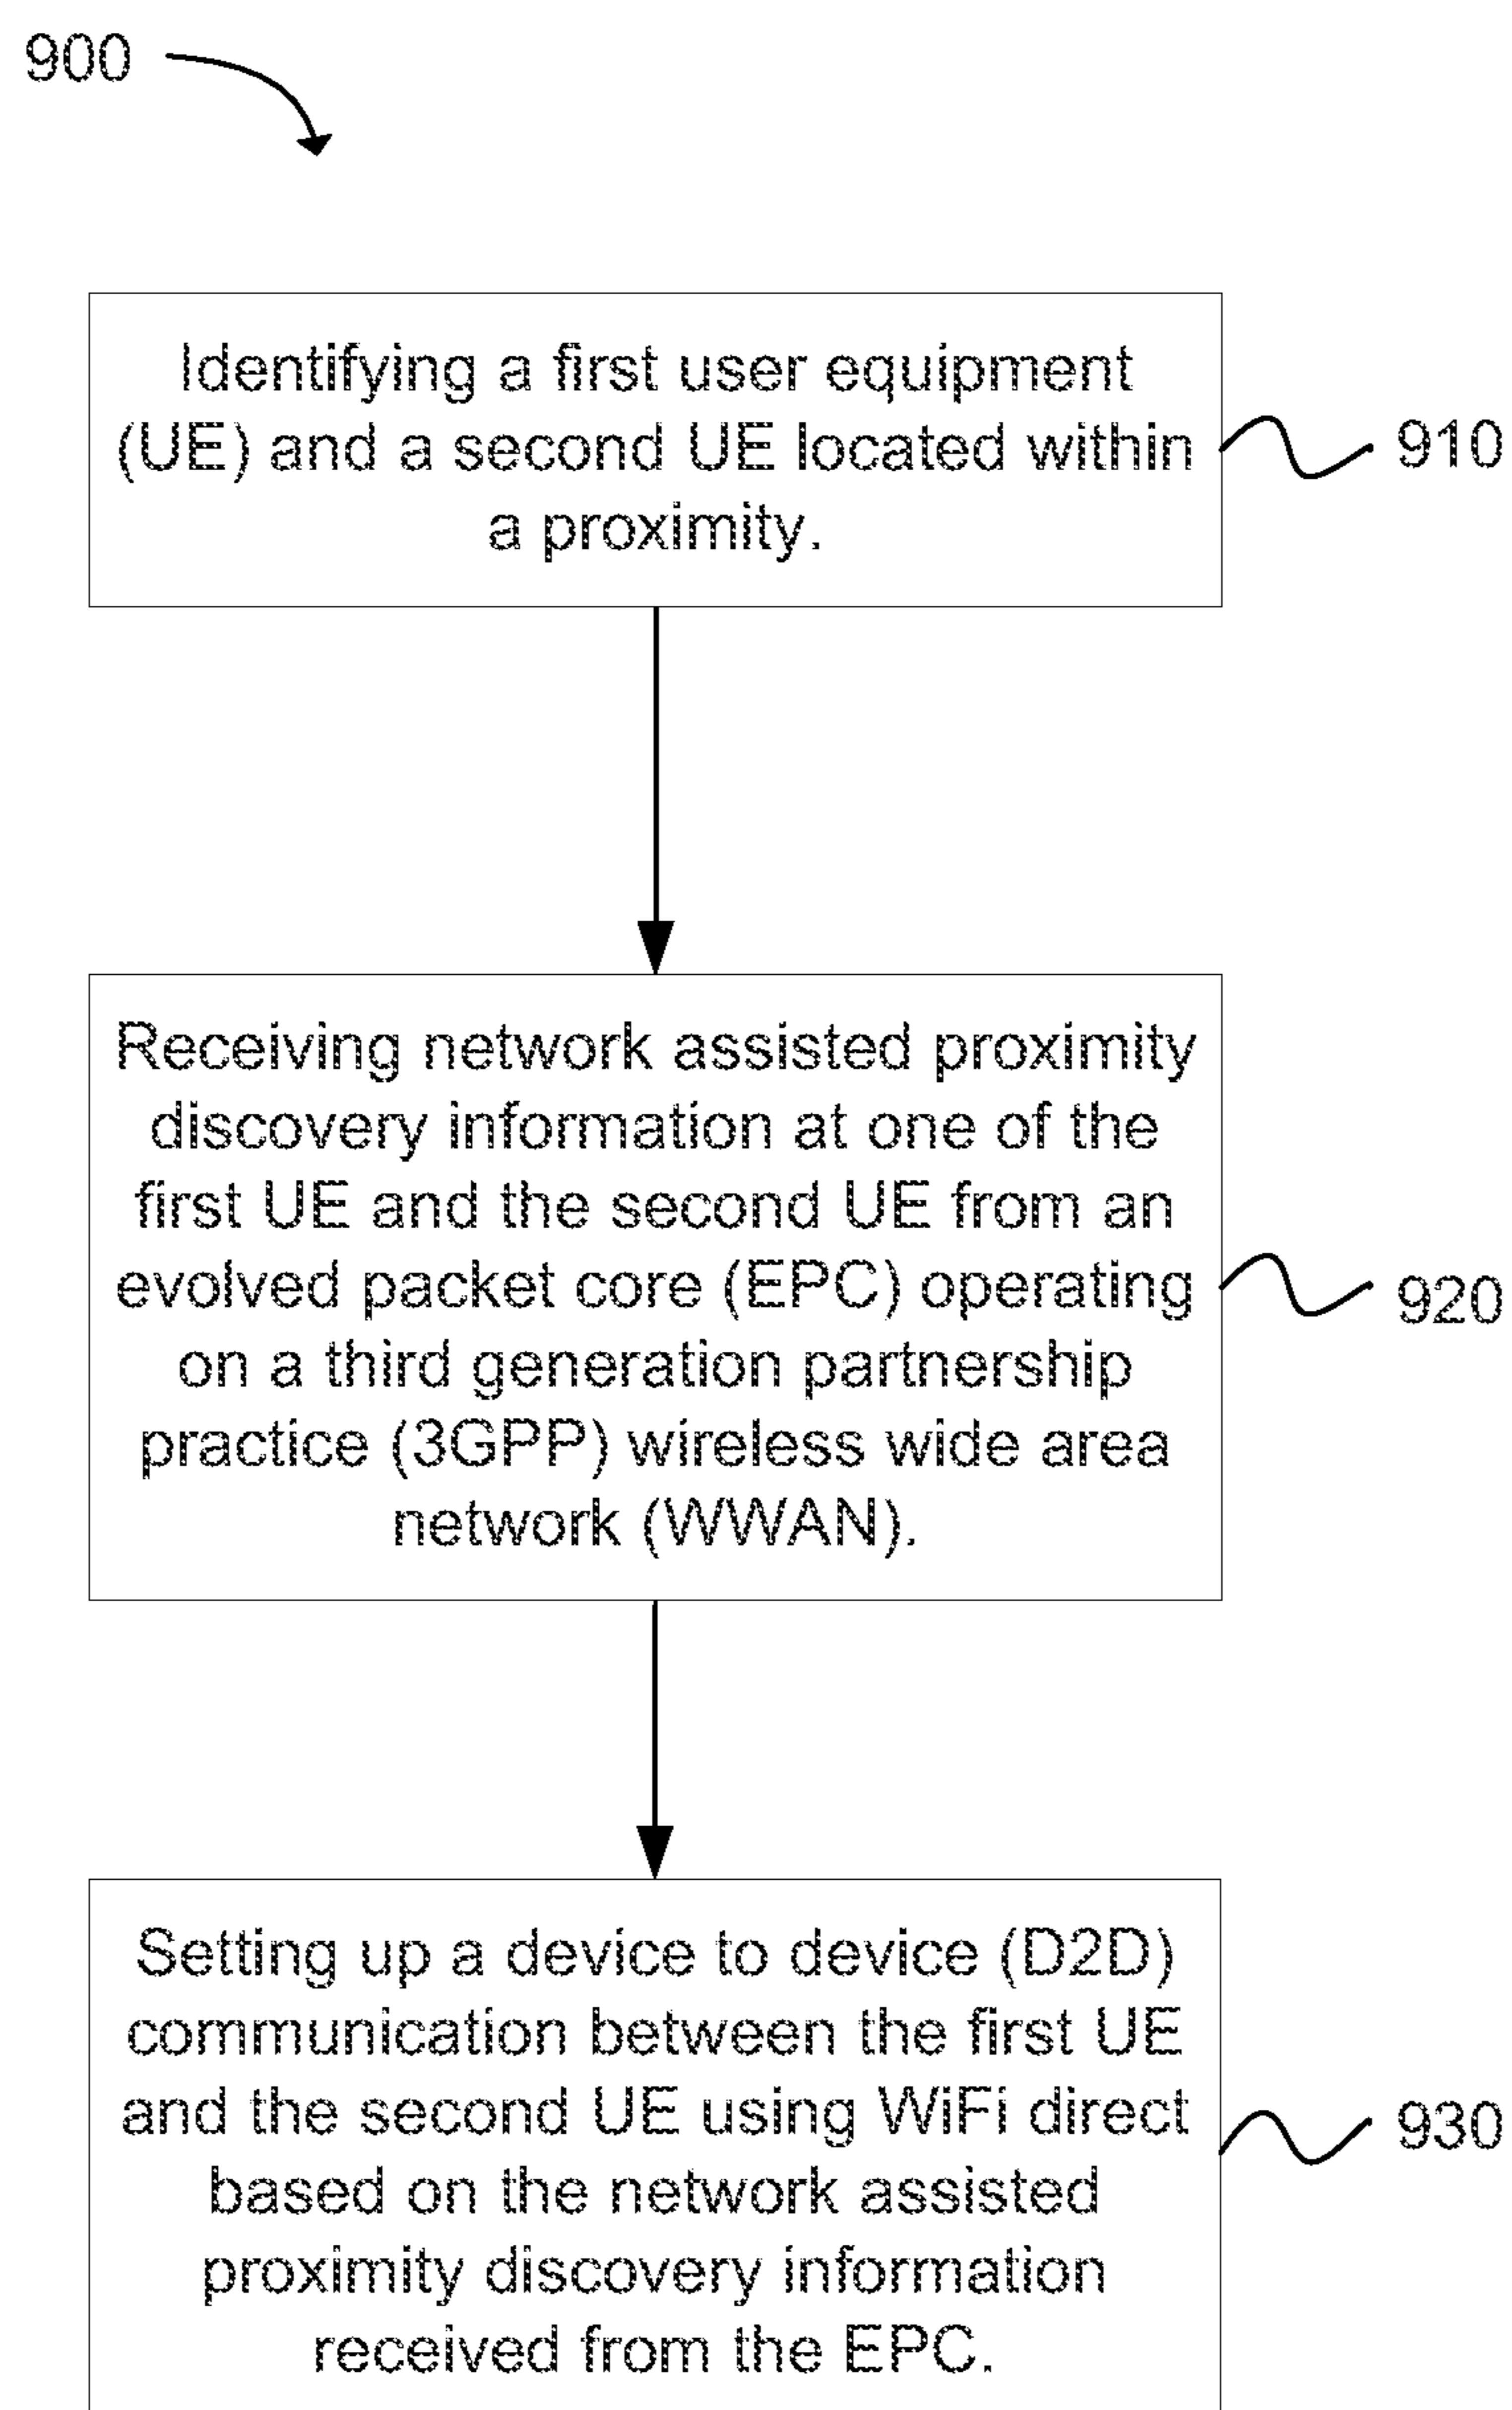 900
Identifying a first user equipment
(UE) and a second UE located within
a proximity.
910
Receiving network assisted proximity
discovery information at one of the
first UE and the second UE from an
evolved packet core (EPC) operating
on a third generation partnership
practice (3GPP) wireless wide area
network (WWAN).
920
Setting up a device to device (D2D)
communication between the first UE
and the second UE using WiFi direct
based on the network assisted
proximity discovery information
received from the EPC.
930